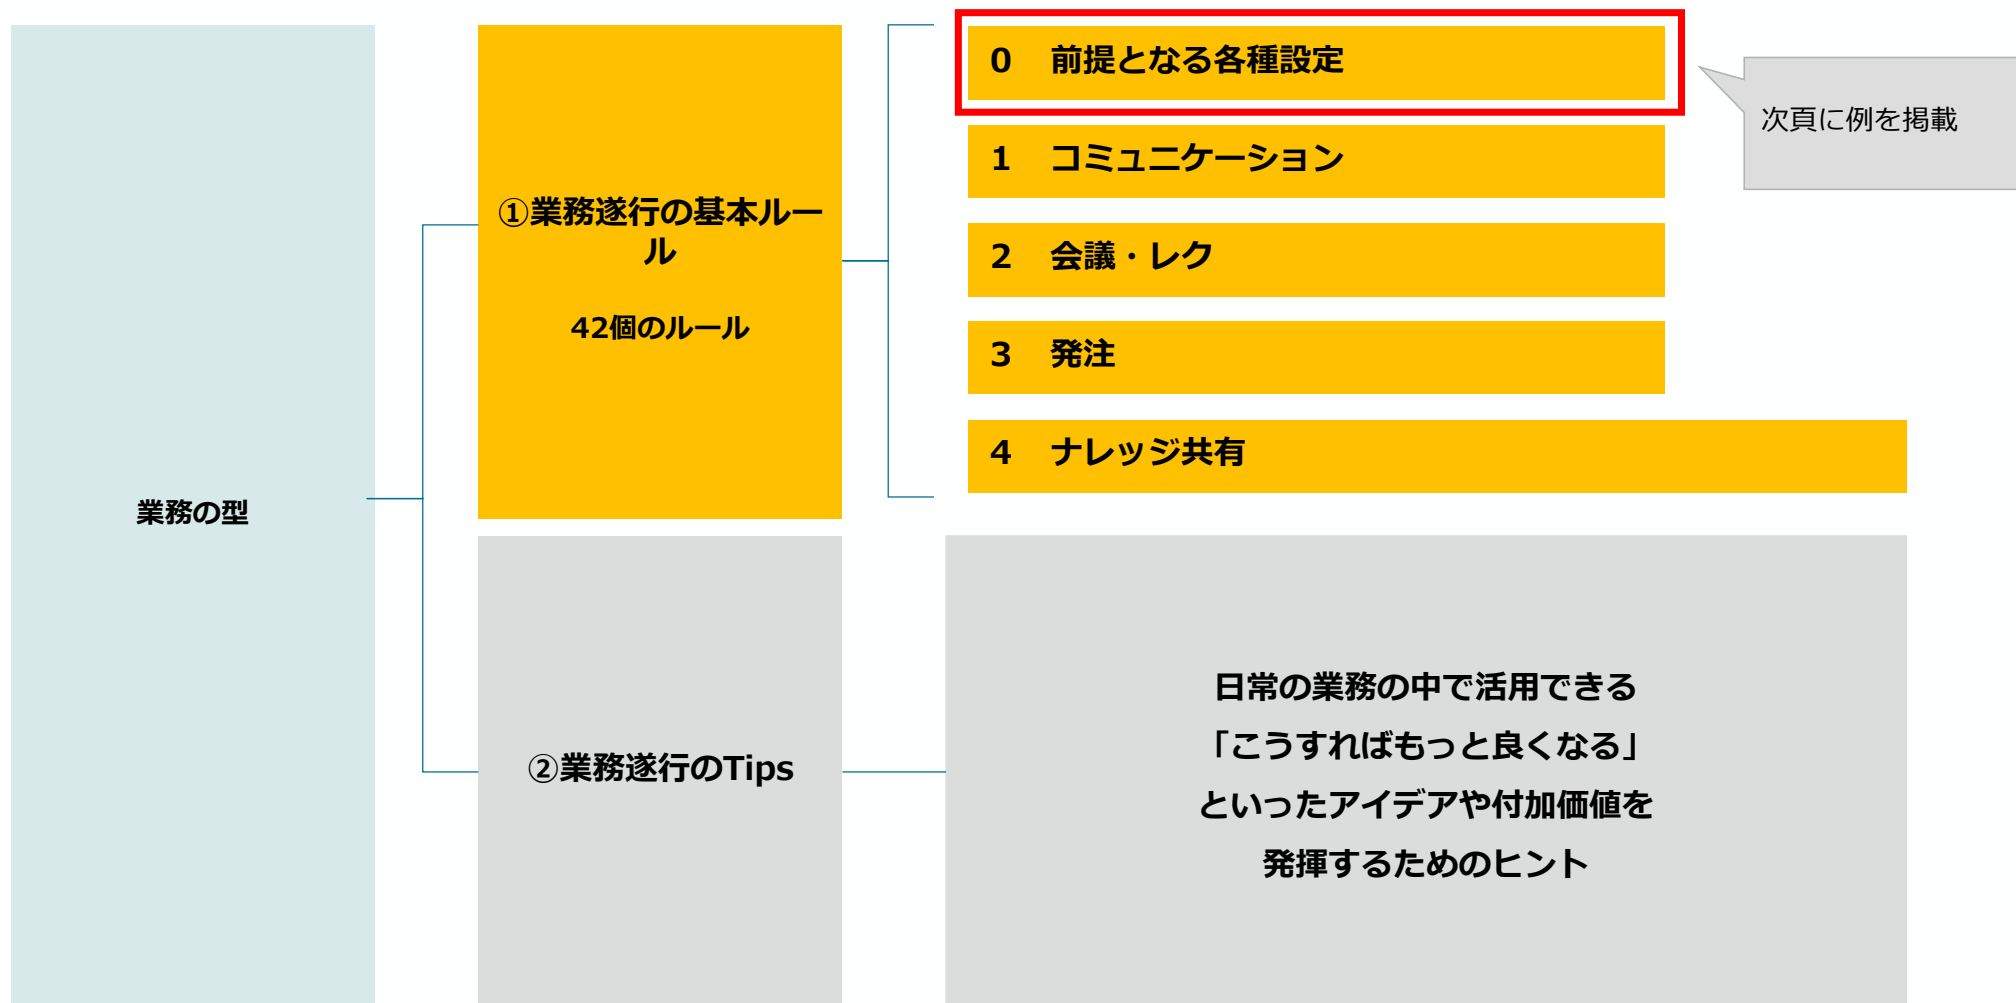 業務の型
①業務遂行の基本ルー
ル
42個のルール
0 前提となる各種設定
次頁に例を掲載
1 コミュニケーション
2 会議・レク
3 発注
4 ナレッジ共有
②業務遂行のTips
日常の業務の中で活用できる
「こうすればもっと良くなる」
といったアイデアや付加価値を
発揮するためのヒント